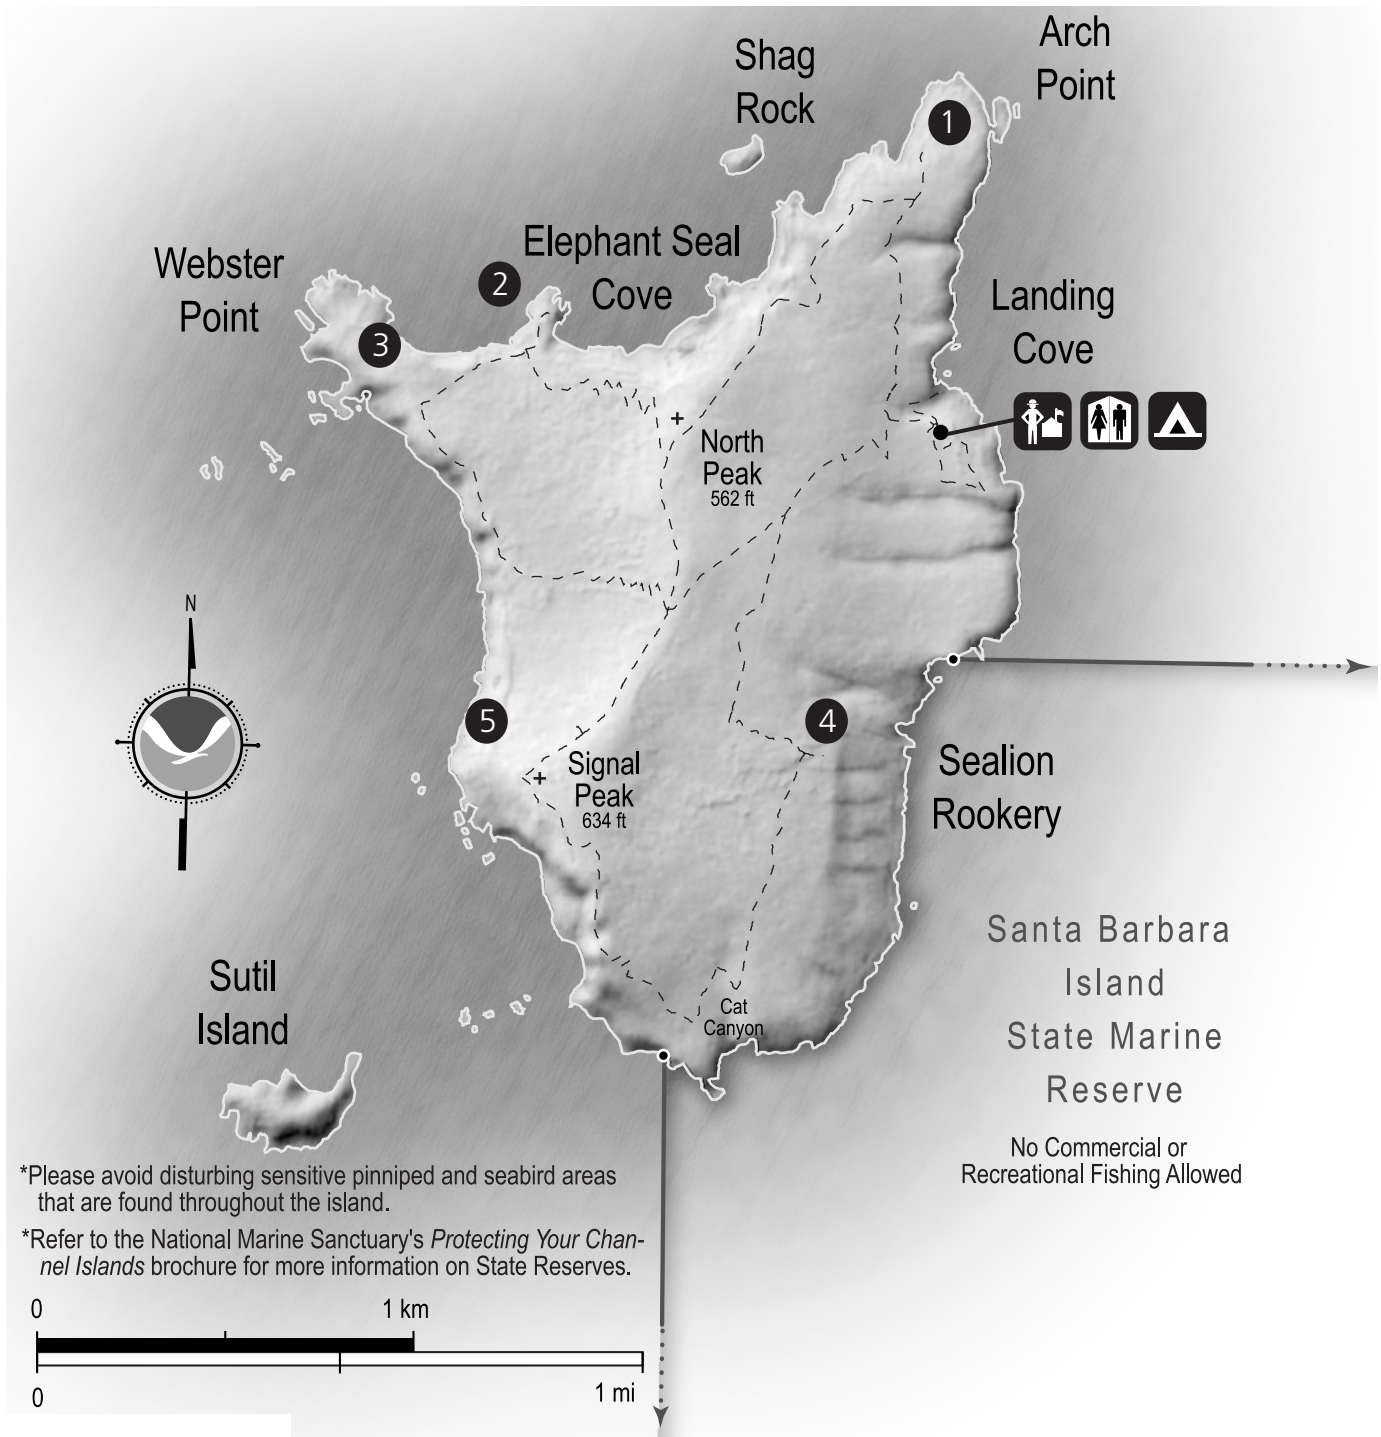 Arch
Point
Shag
Rock
1
Elephant Seal
Cove
2
Webster
Point
3
Landing
Cove
North
Peak
562 ft
N
5
4
Signal
Peak
634 ft
Sealion
Rookery
Santa Barbara
Island
State Marine
Reserve
No Commercial or
Recreational Fishing Allowed
Cat
Canyon
Sutil
Island
*Please avoid disturbing sensitive pinniped and seabird areas
that are found throughout the island.
*Refer to the National Marine Sanctuary's Protecting Your Chan-
nel Islands brochure for more information on State Reserves.
0 1 km
0 1 mi